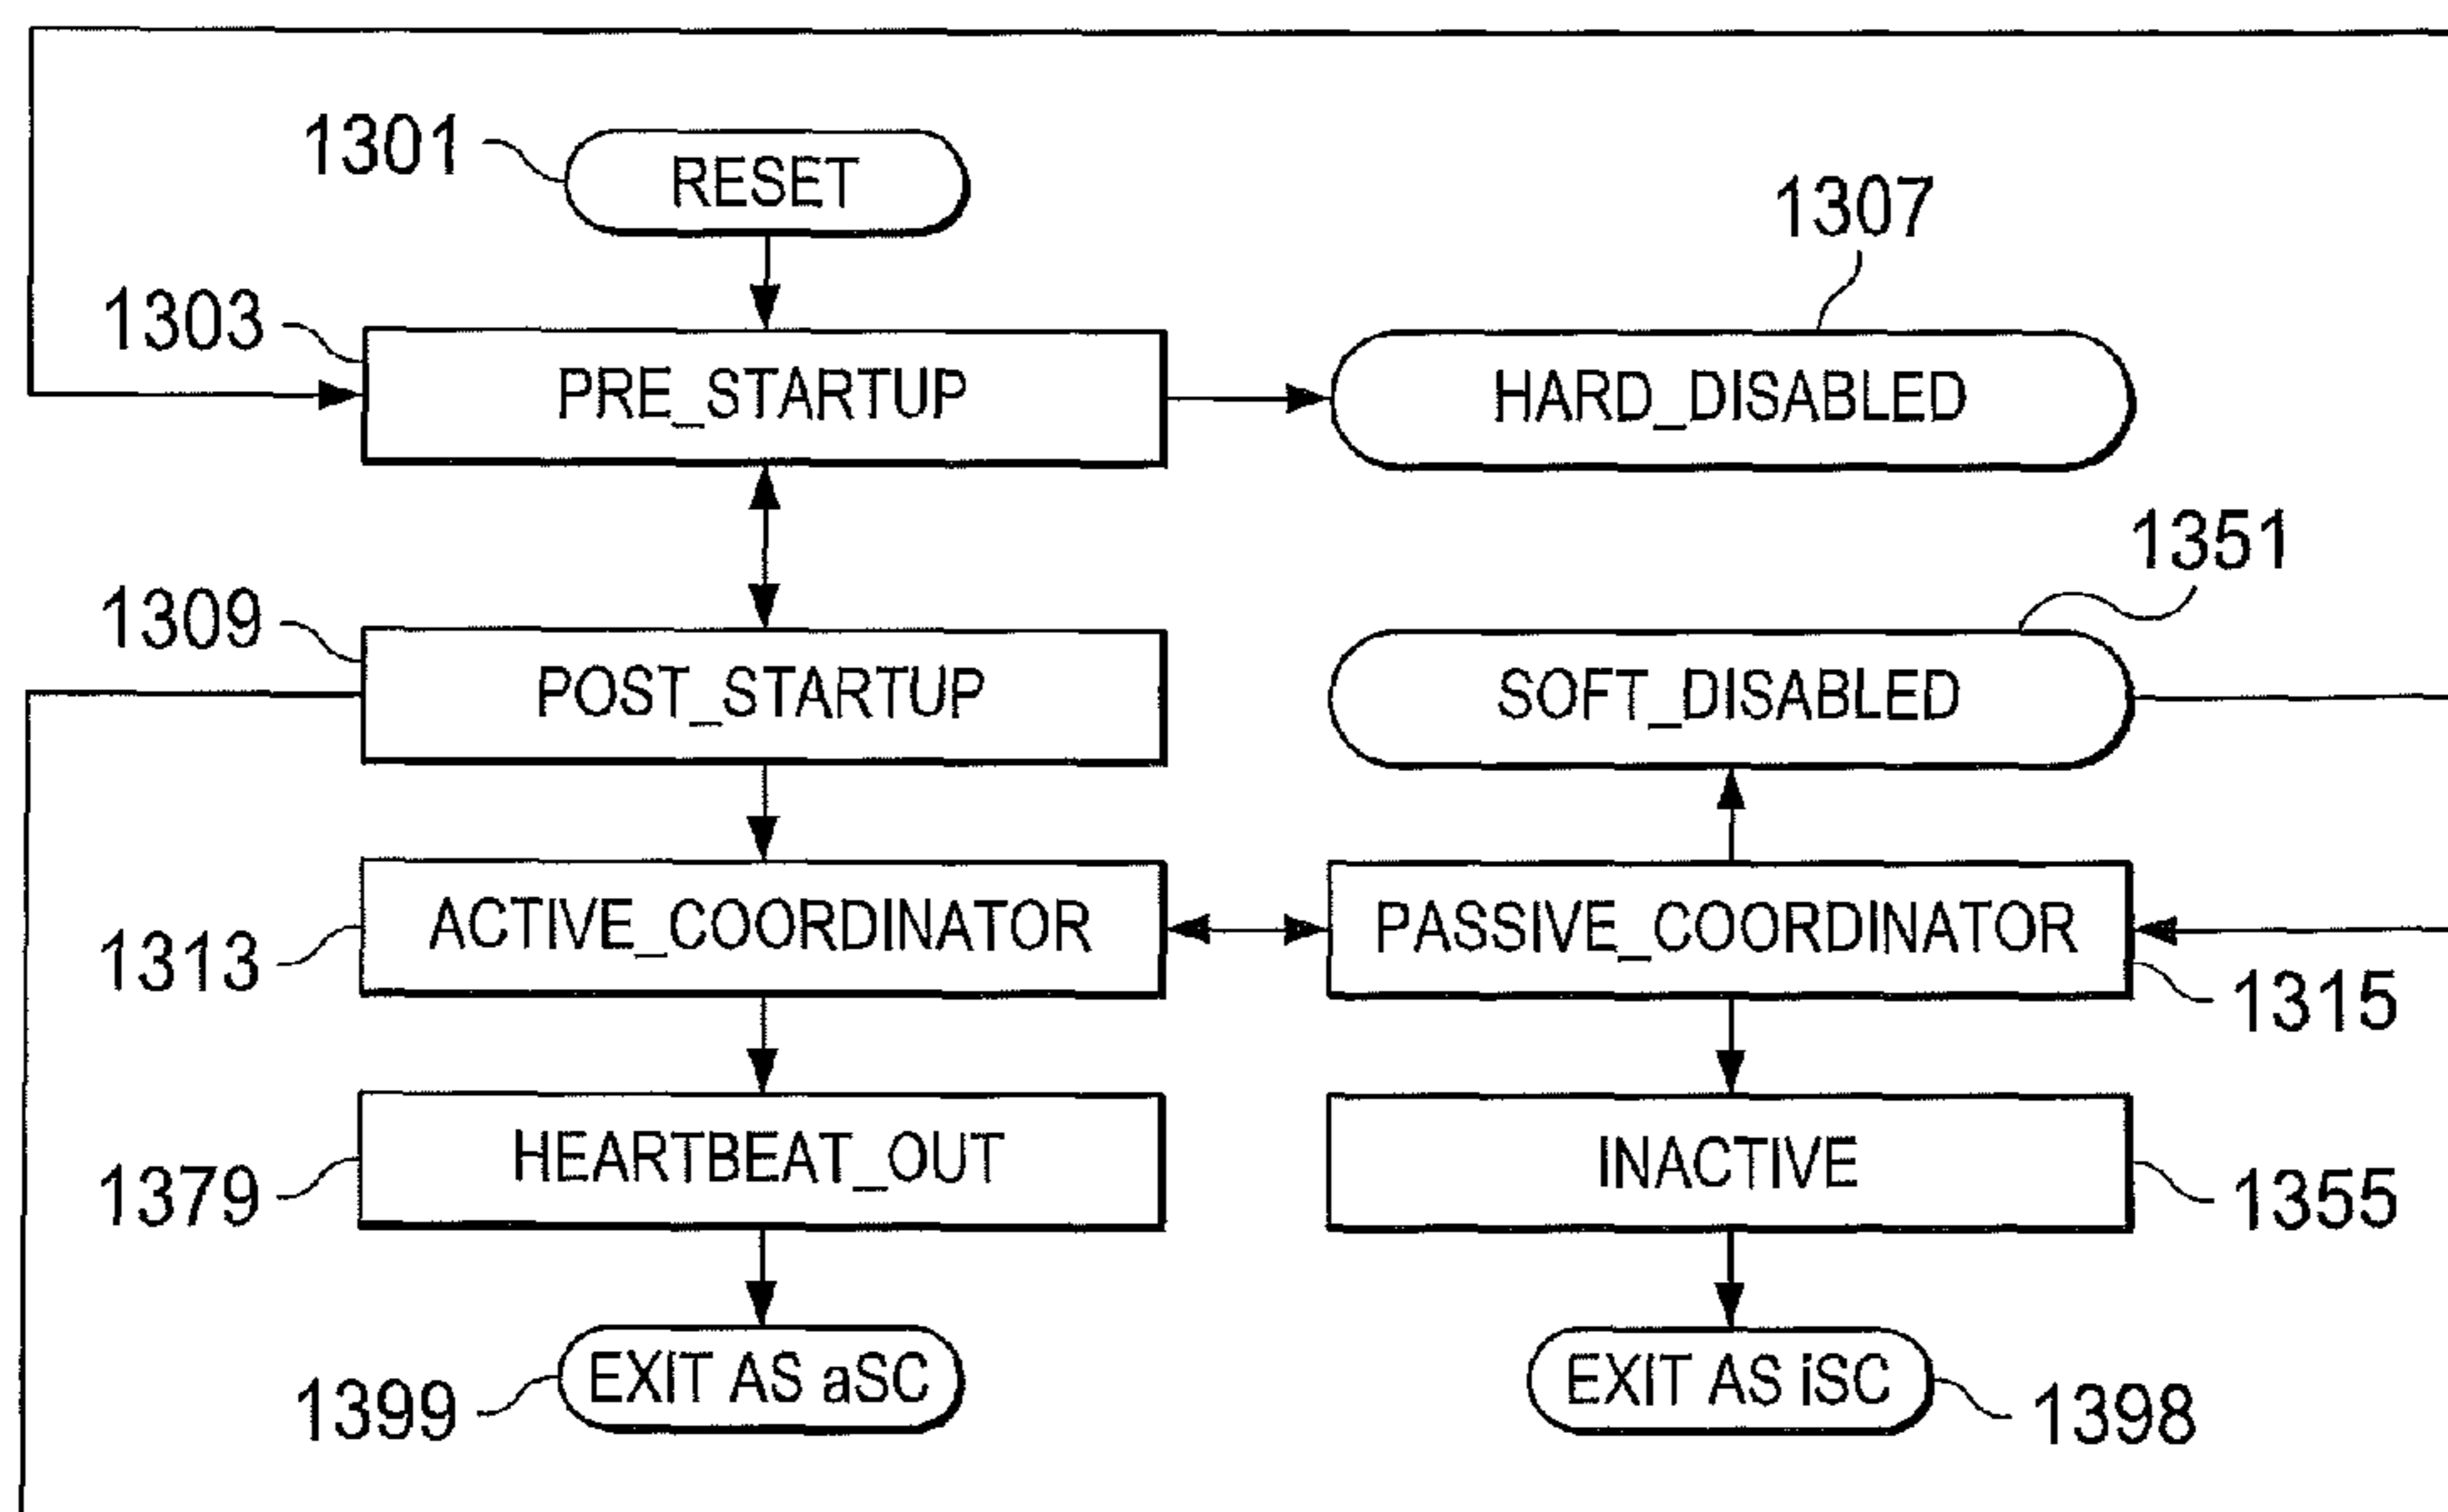 1301
RESET
1307
1303
PRE_STARTUP
HARD_DISABLED
1351
1309
POST_STARTUP
SOFT_DISABLED
1313
ACTIVE_COORDINATOR
PASSIVE_COORDINATOR
1315
1379
HEARTBEAT_OUT
INACTIVE
1355
1399
EXIT AS aSC
EXIT AS iSC
1398